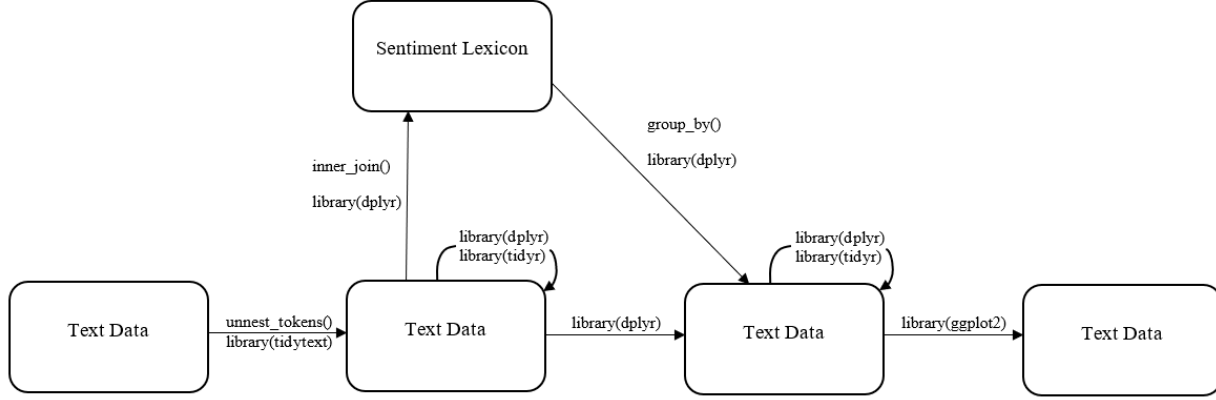 Sentiment Lexicon
group_by()
library(dplyr)
inner_join()
library(dplyr)
library(dplyr)
library(tidyr)
library(dplyr)
library(tidyr)
Text Data
unnest_tokens()
library(tidytext)
Text Data
library(dplyr)
Text Data
library(ggplot2)
Text Data